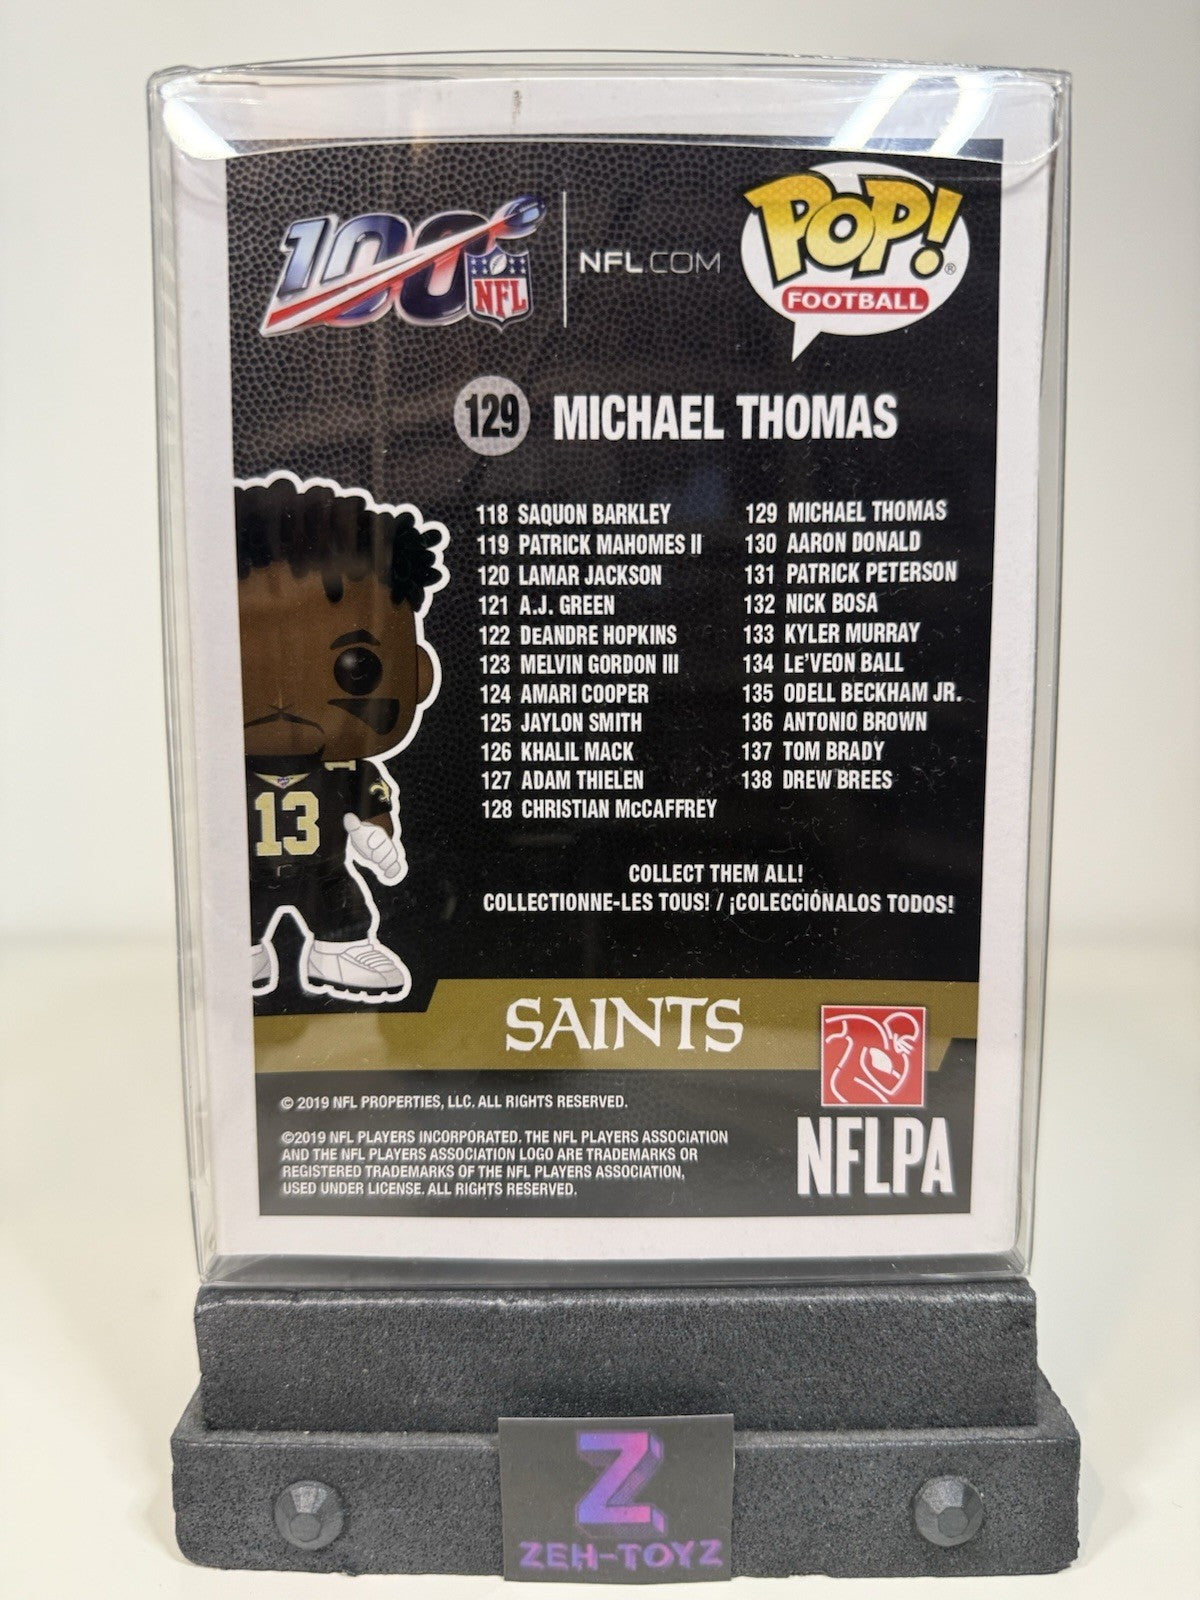 100
NFL
NFL.COM
POP!
®
FOOTBALL
129 MICHAEL THOMAS
118 SAQUON BARKLEY
119 PATRICK MAHOMES II
120 LAMAR JACKSON
121 A.J. GREEN
122 DeANDRE HOPKINS
123 MELVIN GORDON III
124 AMARI COOPER
125 JAYLON SMITH
126 KHALIL MACK
127 ADAM THIELEN
128 CHRISTIAN McCAFFREY
129 MICHAEL THOMAS
130 AARON DONALD
131 PATRICK PETERSON
132 NICK BOSA
133 KYLER MURRAY
134 LE'VEON BALL
135 ODELL BECKHAM JR.
136 ANTONIO BROWN
137 TOM BRADY
138 DREW BREES
1
13
COLLECT THEM ALL!
COLLECTIONNE-LES TOUS! / ¡COLECCIÓNALOS TODOS!
SAINTS
© 2019 NFL PROPERTIES, LLC. ALL RIGHTS RESERVED.
©2019 NFL PLAYERS INCORPORATED. THE NFL PLAYERS ASSOCIATION
AND THE NFL PLAYERS ASSOCIATION LOGO ARE TRADEMARKS OR
REGISTERED TRADEMARKS OF THE NFL PLAYERS ASSOCIATION,
USED UNDER LICENSE. ALL RIGHTS RESERVED.
NFLPA
Z
ZEH-TOYZ